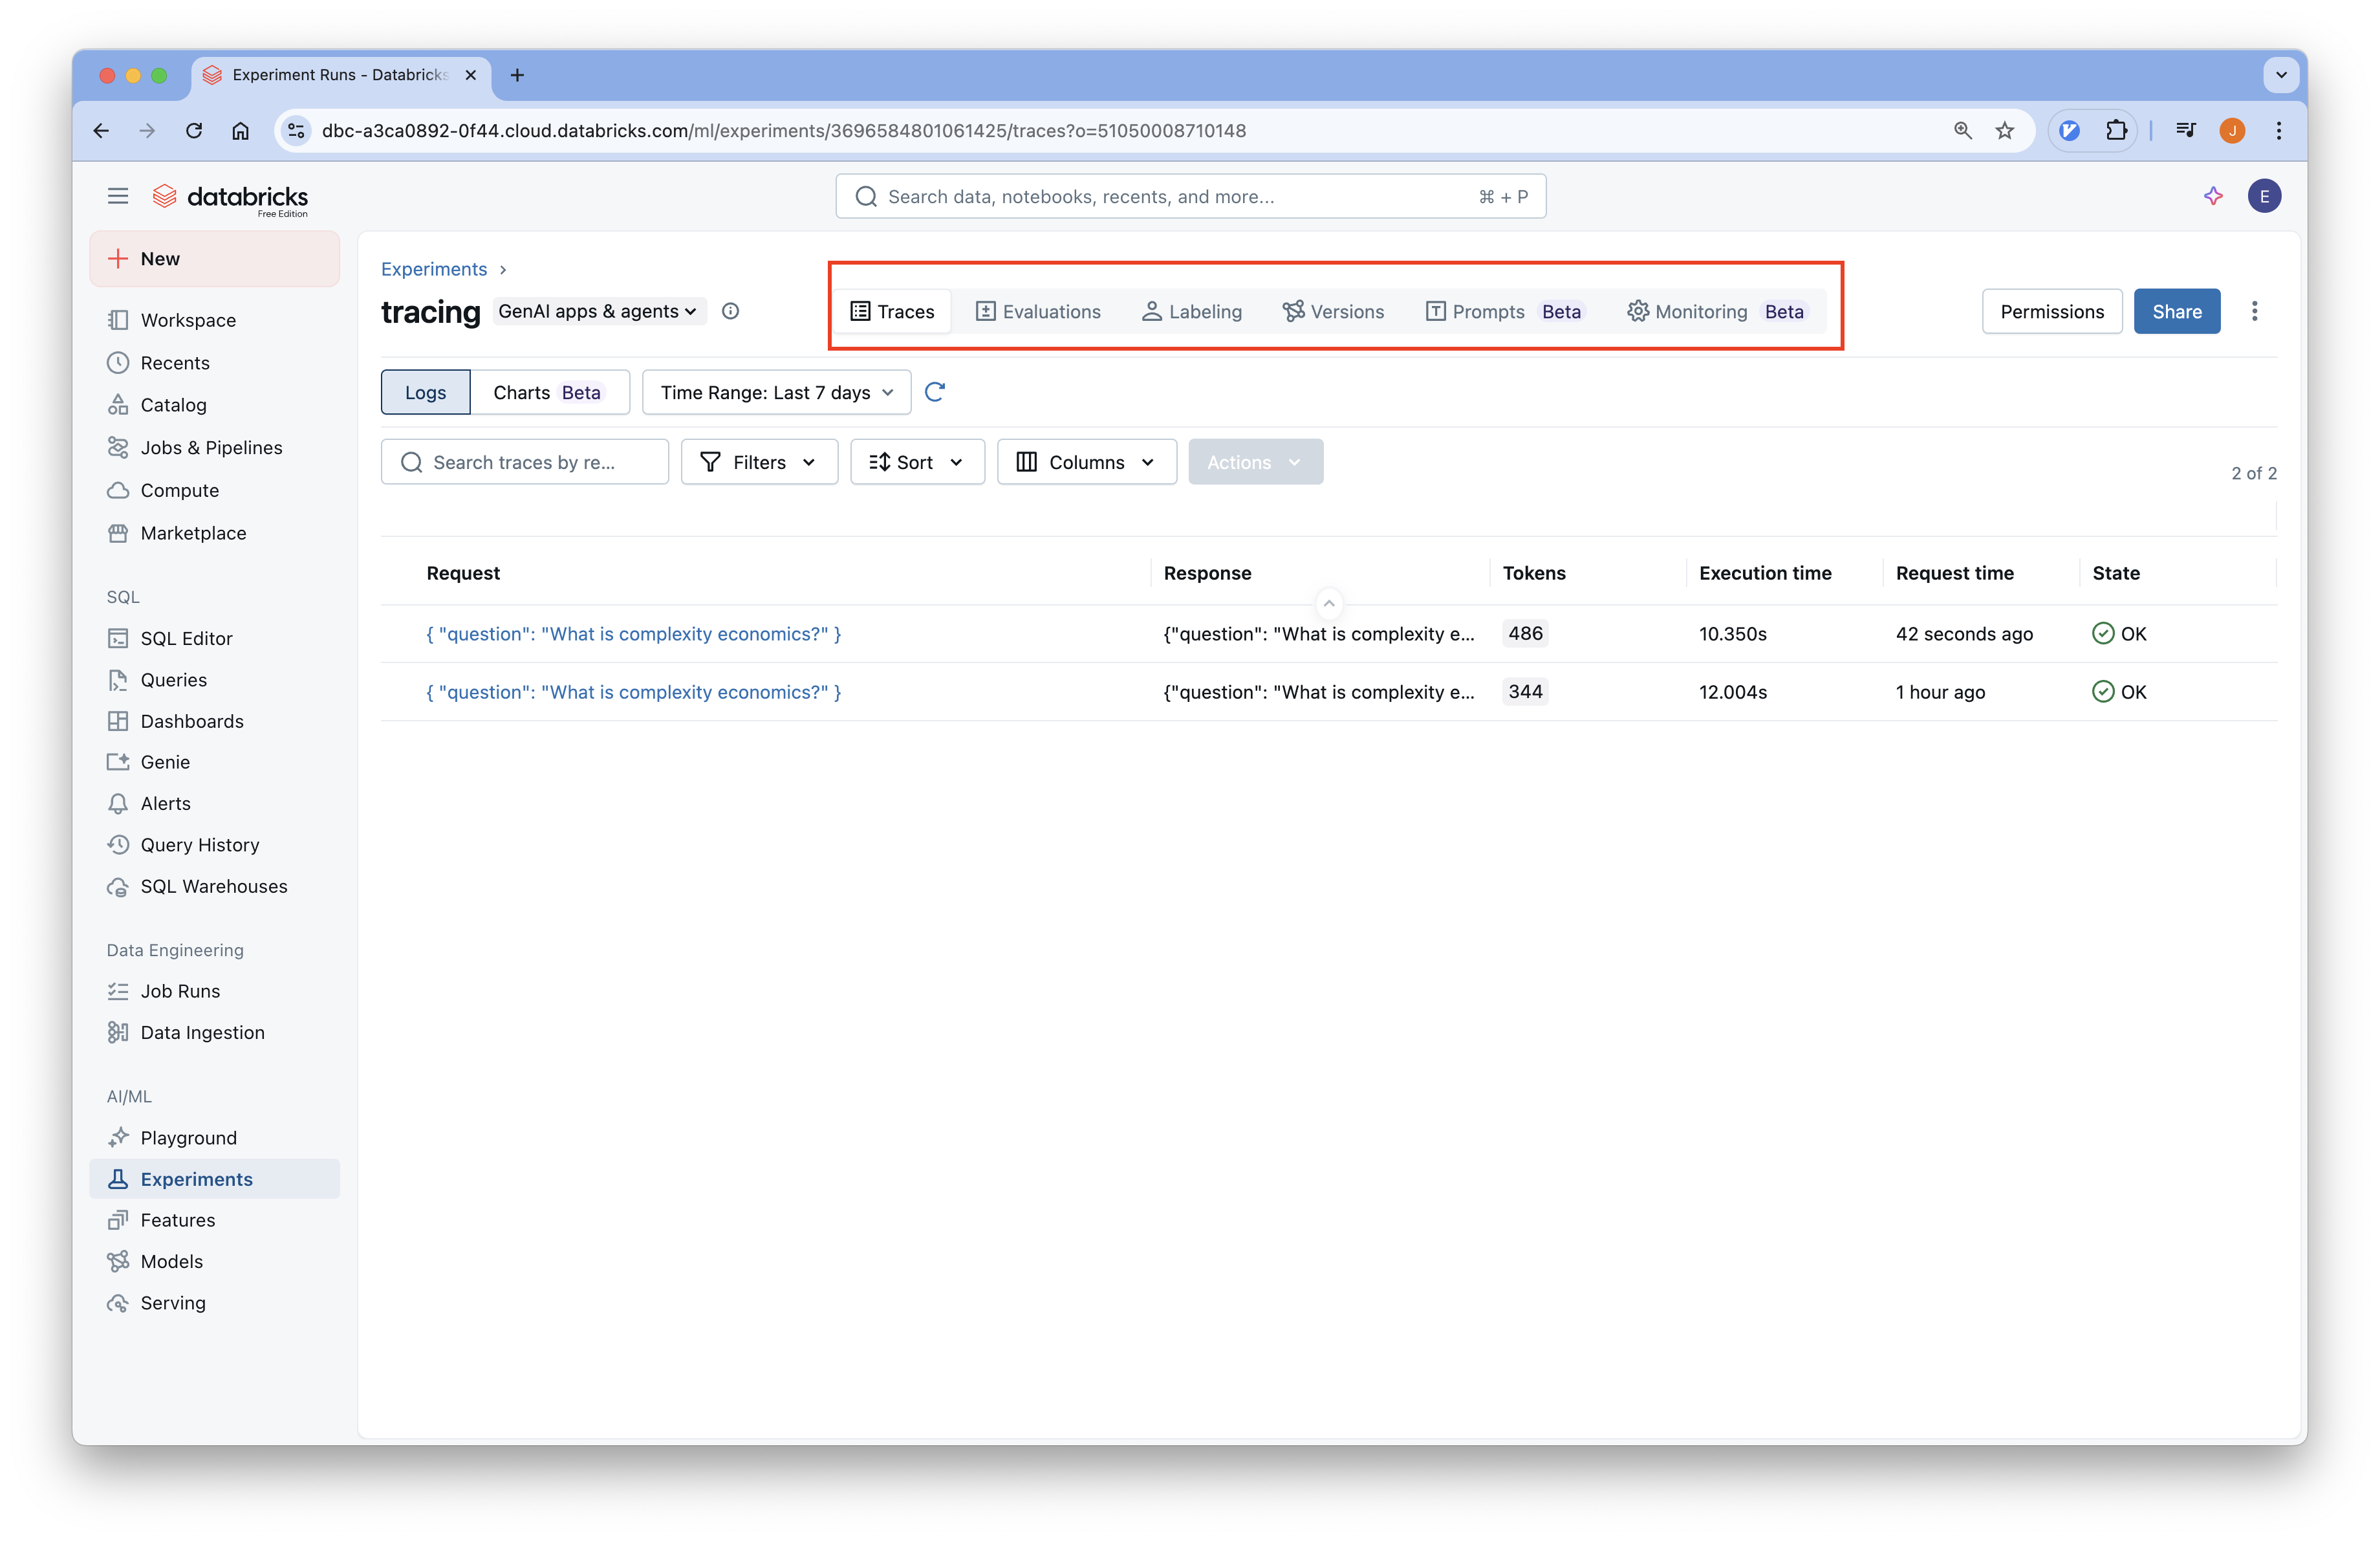 Experiment Runs - Databricks
dbc-a3ca0892-0f44.cloud.databricks.com/ml/experiments/3696584801061425/traces?o=51050008710148
J
databricks
Free Edition
Search data, notebooks, recents, and more...
⌘ + P
E
New
Workspace
Recents
Catalog
Jobs & Pipelines
Compute
Marketplace
SQL
SQL Editor
Queries
Dashboards
Genie
Alerts
Query History
SQL Warehouses
Data Engineering
Job Runs
Data Ingestion
AI/ML
Playground
Experiments
Features
Models
Serving
Experiments ›
tracing GenAI apps & agents
Traces Evaluations Labeling Versions Prompts Beta Monitoring Beta
Permissions Share
Logs Charts Beta Time Range: Last 7 days
Search traces by re... Filters Sort Columns Actions
2 of 2
Request Response Tokens Execution time Request time State
{ "question": "What is complexity economics?" } {"question": "What is complexity e... 486 10.350s 42 seconds ago OK
{ "question": "What is complexity economics?" } {"question": "What is complexity e... 344 12.004s 1 hour ago OK